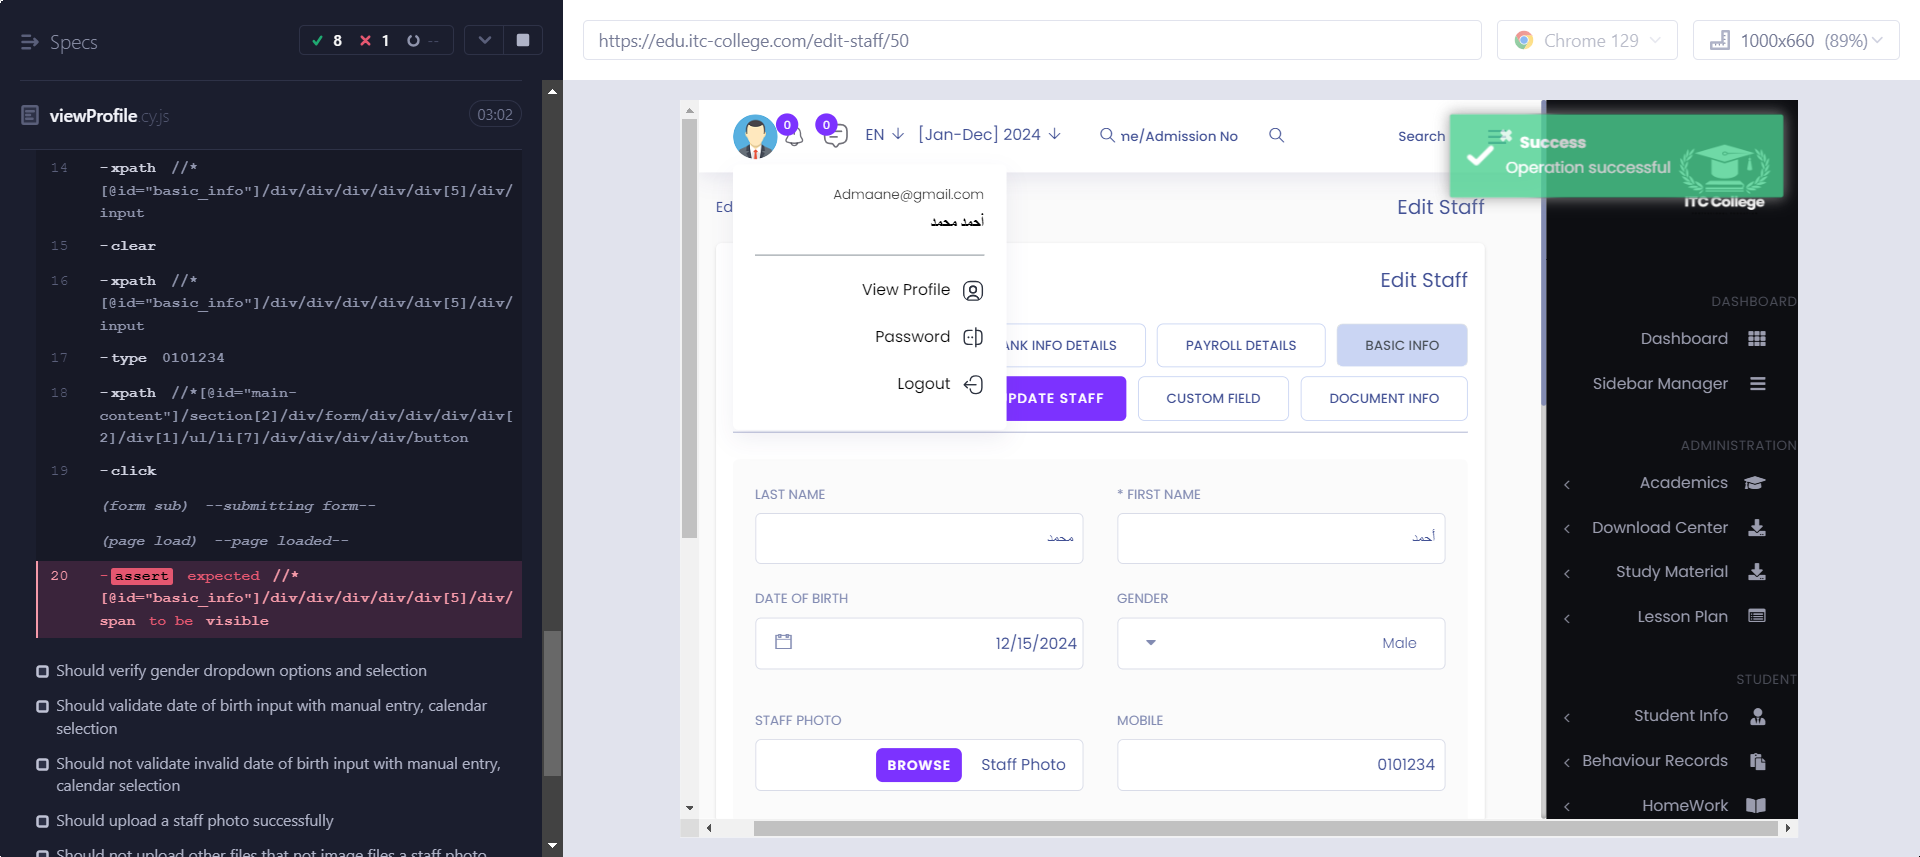 Specs
8
1
--
viewProfile cy.js
03:02
14 -xpath //*
[@id="basic_info"]/div/div/div/div/div[5]/div/
input
15 -clear
16 -xpath //*
[@id="basic_info"]/div/div/div/div/div[5]/div/
input
17 -type 0101234
18 -xpath //*[@id="main-
content"]/section[2]/div/form/div/div/div/div[
2]/div[1]/ul/li[7]/div/div/div/div/button
19 -click
(form sub) --submitting form--
(page load) --page loaded--
20 -assert expected //*
[@id="basic_info"]/div/div/div/div/div[5]/div/
span to be visible
Should verify gender dropdown options and selection
Should validate date of birth input with manual entry, calendar
selection
Should not validate invalid date of birth input with manual entry,
calendar selection
Should upload a staff photo successfully
Should not upload other files that not image files a staff photo
https://edu.itc-college.com/edit-staff/50
Chrome 129
1000x660 (89%)
0
0
EN
[Jan-Dec] 2024
ne/Admission No
Search
Success
Operation successful
ITC College
Admaane@gmail.com
أحمد محمد
View Profile
Password
Logout
Ed
Edit Staff
Edit Staff
ANK INFO DETAILS
PAYROLL DETAILS
BASIC INFO
UPDATE STAFF
CUSTOM FIELD
DOCUMENT INFO
LAST NAME
* FIRST NAME
محمد
أحمد
DATE OF BIRTH
GENDER
12/15/2024
Male
STAFF PHOTO
MOBILE
BROWSE
Staff Photo
0101234
DASHBOARD
Dashboard
Sidebar Manager
ADMINISTRATION
Academics
Download Center
Study Material
Lesson Plan
STUDENT
Student Info
Behaviour Records
HomeWork